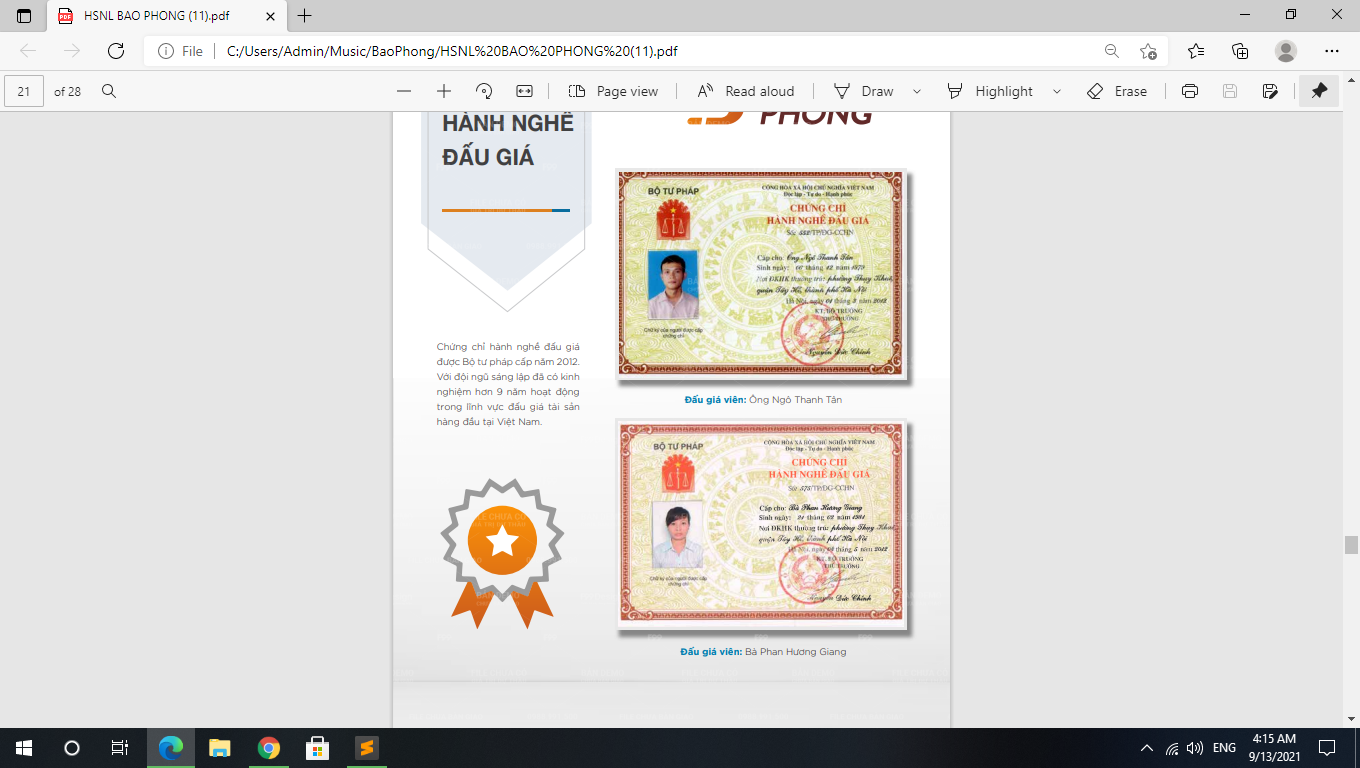 HSNL BAO PHONG (11).pdf
File
C:/Users/Admin/Music/BaoPhong/HSNL%20BAO%20PHONG%20(11).pdf
21 of 28
Page view
Read aloud
Draw
Highlight
Erase
HÀNH NGHỀ
ĐẤU GIÁ
PHONG
BỘ TƯ PHÁP
CỘNG HÒA XÃ HỘI CHỦ NGHĨA VIỆT NAM
Độc lập - Tự do - Hạnh phúc
CHỨNG CHỈ
HÀNH NGHỀ ĐẤU GIÁ
Số: 552/TP/ĐG-CCHN
Cấp cho: Ông Ngô Thanh Tân
Sinh ngày: tháng 12 năm 1979
Nơi ĐKHK thường trú: phường Thụy Khuê,
quận Tây Hồ, thành phố Hà Nội
Hà Nội, ngày 01 tháng 3 năm 2012
KT. BỘ TRƯỞNG
THỨ TRƯỞNG
Chữ ký của người được cấp
chứng chỉ
Nguyễn Đức Chính
Đấu giá viên: Ông Ngô Thanh Tân
Chứng chỉ hành nghề đấu giá
được Bộ tư pháp cấp năm 2012.
Với đội ngũ sáng lập đã có kinh
nghiệm hơn 9 năm hoạt động
trong lĩnh vực đấu giá tài sản
hàng đầu tại Việt Nam.
BỘ TƯ PHÁP
CỘNG HÒA XÃ HỘI CHỦ NGHĨA VIỆT NAM
Độc lập - Tự do - Hạnh phúc
CHỨNG CHỈ
HÀNH NGHỀ ĐẤU GIÁ
Số: 575/TP/ĐG-CCHN
Cấp cho: Bà Phan Hương Giang
Sinh ngày: 21 tháng 02 năm 1981
Nơi ĐKHK thường trú: phường Thụy Khuê,
quận Tây Hồ, thành phố Hà Nội
Hà Nội, ngày tháng 5 năm 2012
KT. BỘ TRƯỞNG
THỨ TRƯỞNG
Chữ ký của người được cấp
chứng chỉ
Nguyễn Đức Chính
Đấu giá viên: Bà Phan Hương Giang
ENG
4:15 AM
9/13/2021